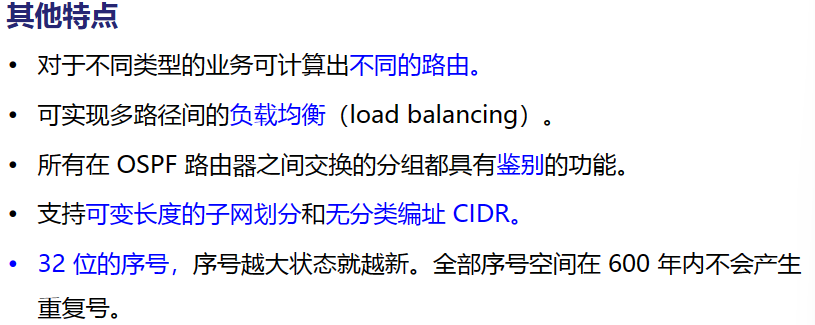 其他特点
• 对于不同类型的业务可计算出不同的路由。
• 可实现多路径间的负载均衡（load balancing）。
• 所有在 OSPF 路由器之间交换的分组都具有鉴别的功能。
• 支持可变长度的子网划分和无分类编址 CIDR。
• 32 位的序号，序号越大状态就越新。全部序号空间在 600 年内不会产生
重复号。